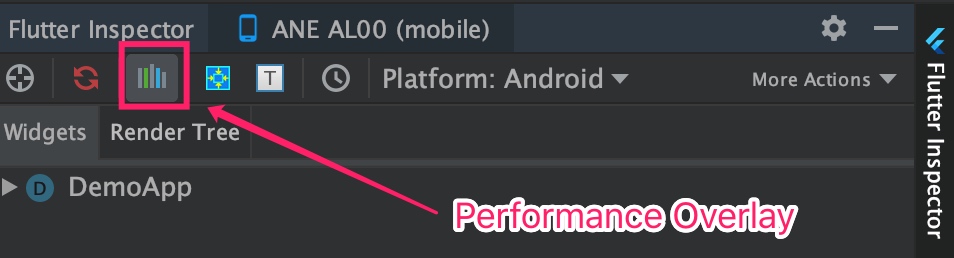 Flutter Inspector ANE AL00 (mobile)
T Platform: Android More Actions
Widgets Render Tree
D DemoApp
Performance Overlay
Flutter Inspector